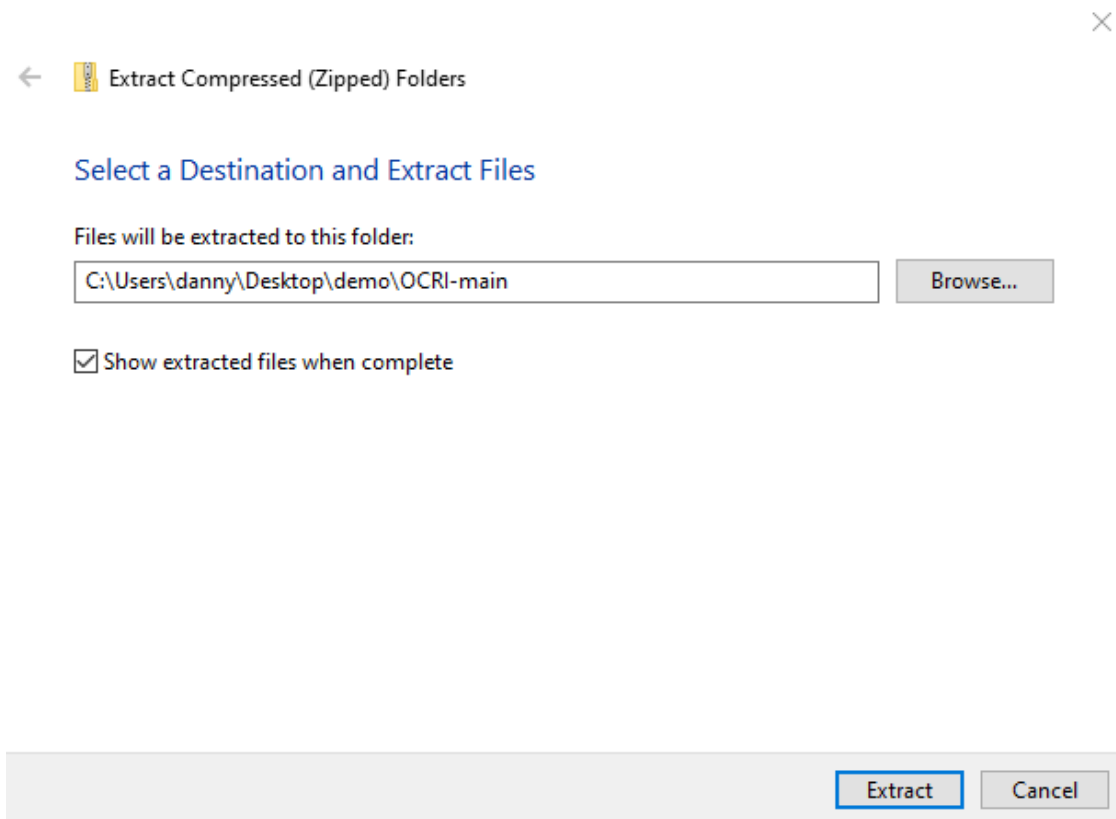 Extract Compressed (Zipped) Folders
Select a Destination and Extract Files
Files will be extracted to this folder:
C:\Users\danny\Desktop\demo\OCRI-main
Browse...
Show extracted files when complete
Extract
Cancel